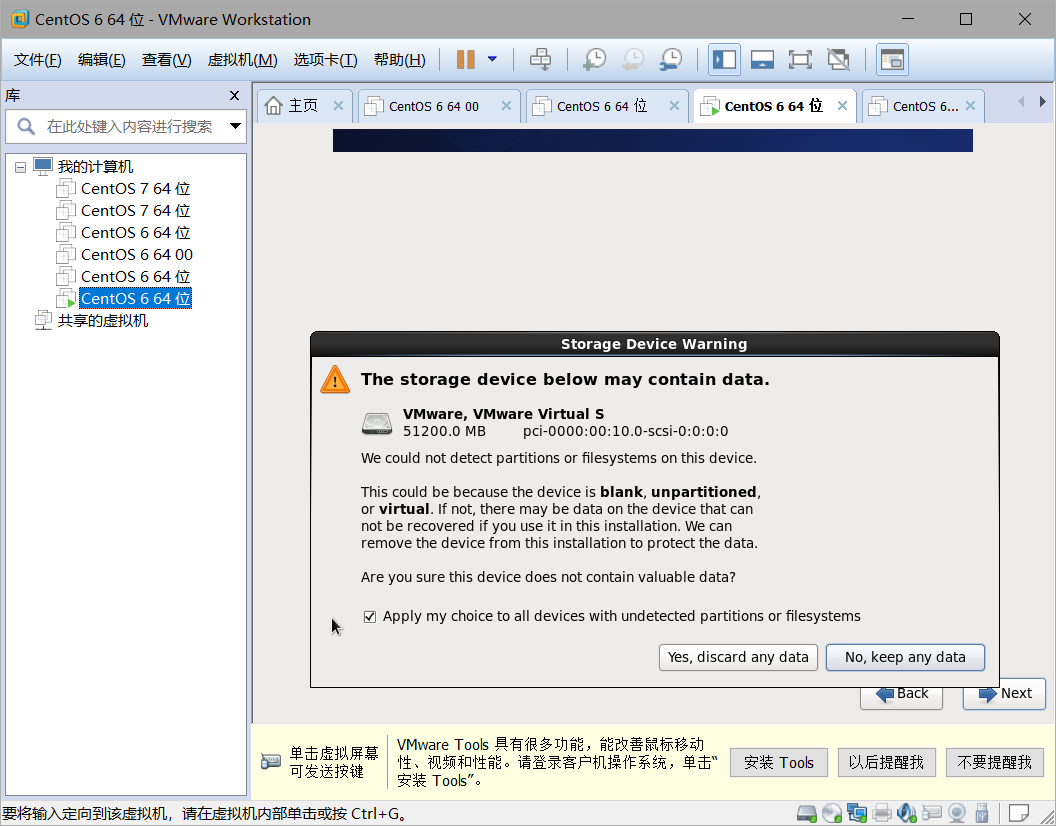 CentOS 6 64 位 - VMware Workstation
文件(F) 编辑(E) 查看(V) 虚拟机(M) 选项卡(T) 帮助(H)
库
主页
CentOS 6 64 00
CentOS 6 64 位
CentOS 6 64 位
CentOS 6...
在此处键入内容进行搜索
我的计算机
CentOS 7 64 位
CentOS 7 64 位
CentOS 6 64 位
CentOS 6 64 00
CentOS 6 64 位
CentOS 6 64 位
共享的虚拟机
Storage Device Warning
The storage device below may contain data.
VMware, VMware Virtual S
51200.0 MB pci-0000:00:10.0-scsi-0:0:0:0
We could not detect partitions or filesystems on this device.
This could be because the device is blank, unpartitioned,
or virtual. If not, there may be data on the device that can
not be recovered if you use it in this installation. We can
remove the device from this installation to protect the data.
Are you sure this device does not contain valuable data?
Apply my choice to all devices with undetected partitions or filesystems
Yes, discard any data
No, keep any data
Back
Next
单击虚拟屏幕
可发送按键
VMware Tools 具有很多功能，能改善鼠标移动
性、视频和性能。请登录客户机操作系统，单击“
安装 Tools”。
安装 Tools
以后提醒我
不要提醒我
要将输入定向到该虚拟机，请在虚拟机内部单击或按 Ctrl+G。